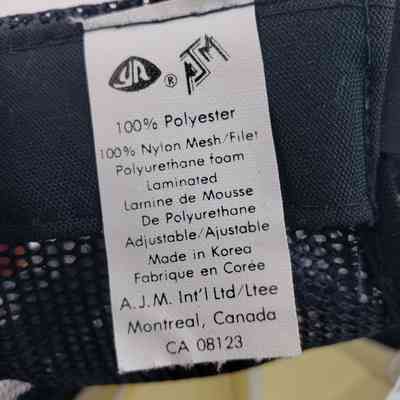 ® AJM
100% Polyester
100% Nylon Mesh/Filet
Polyurethane foam
Laminated
Lamine de Mousse
De Polyurethane
Adjustable/Ajustable
Made in Korea
Fabrique en Corée
A.J.M. Int'l Ltd/Ltee
Montreal, Canada
CA 08123